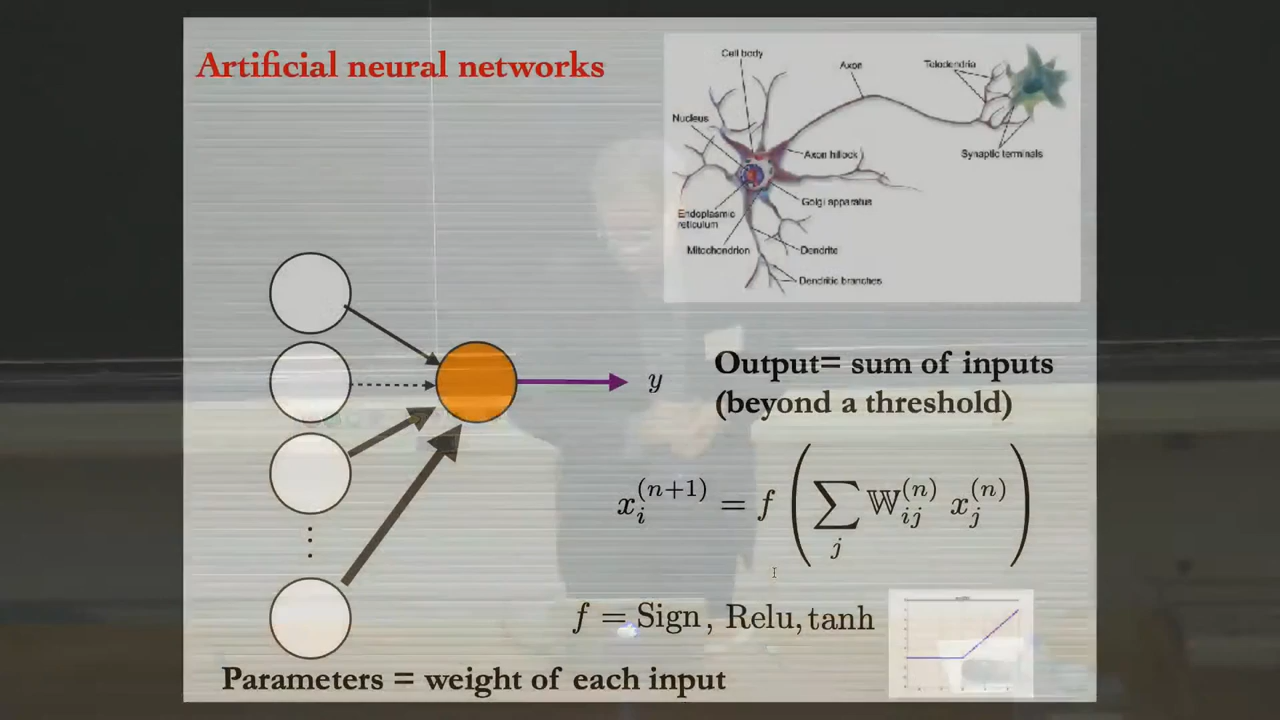 Artificial neural networks
Cell body
Axon
Telodendria
Nucleus
Axon hillock
Synaptic terminals
Golgi apparatus
Endoplasmic
reticulum
Mitochondrion
Dendrite
Dendritic branches
y
Output= sum of inputs
(beyond a threshold)
x_i^{(n+1)} = f ( ∑_j 𝕎_{ij}^{(n)} x_j^{(n)} )
f = Sign, Relu, tanh
Parameters = weight of each input